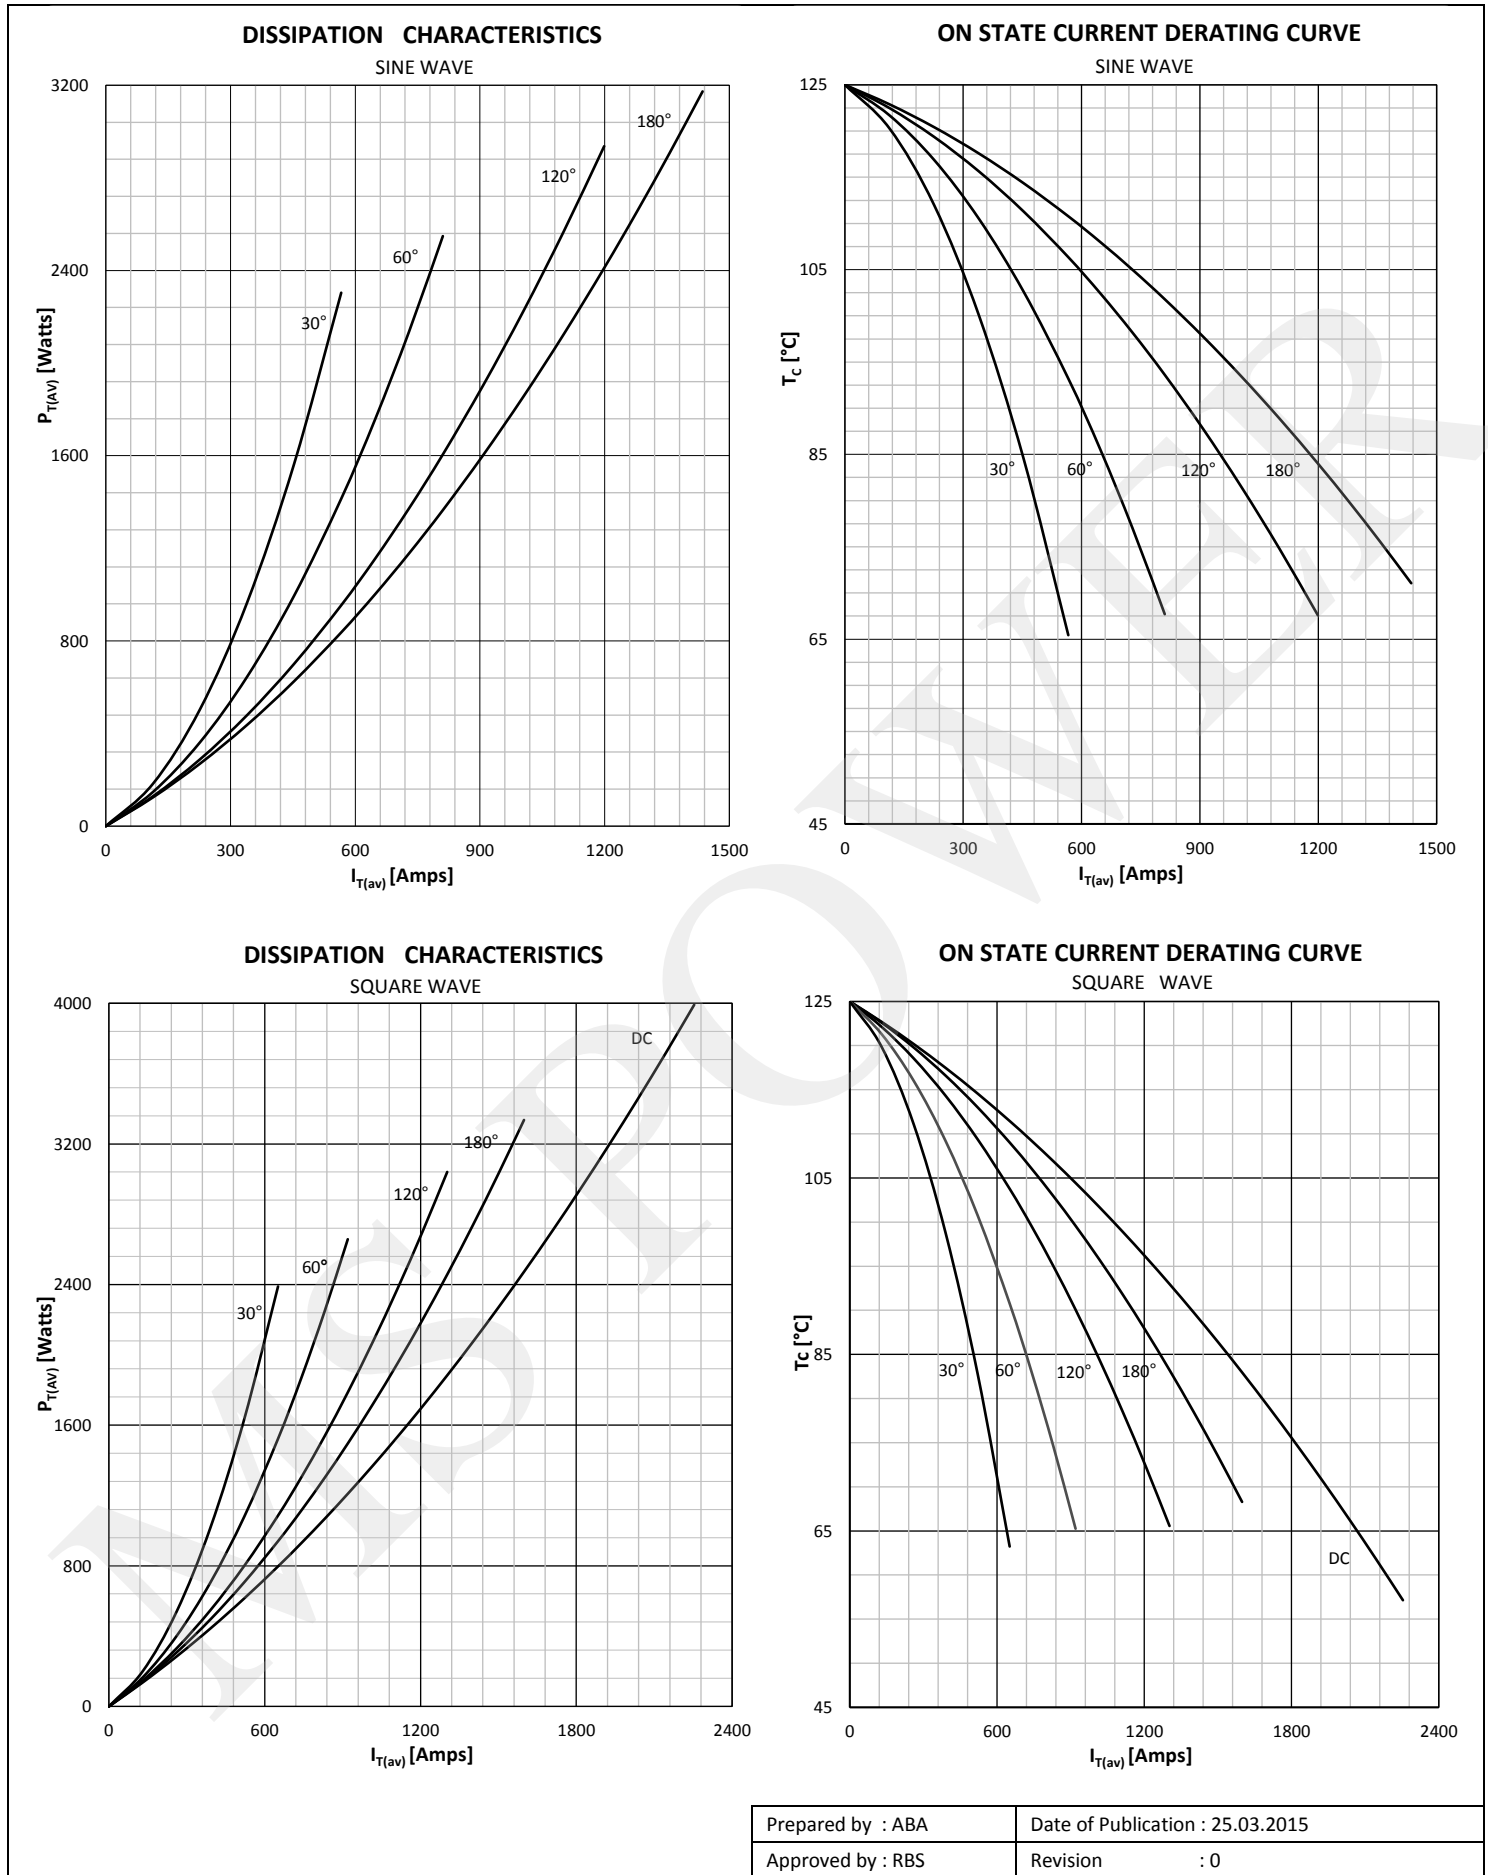 DISSIPATION CHARACTERISTICS
SINE WAVE
3200
2400
1600
800
0
0 300 600 900 1200 1500
P_T(AV) [Watts]
I_T(av) [Amps]
30°
60°
120°
180°
ON STATE CURRENT DERATING CURVE
SINE WAVE
125
105
85
65
45
0 300 600 900 1200 1500
T_C [°C]
I_T(av) [Amps]
30°
60°
120°
180°
DISSIPATION CHARACTERISTICS
SQUARE WAVE
4000
3200
2400
1600
800
0
0 600 1200 1800 2400
P_T(AV) [Watts]
I_T(av) [Amps]
30°
60°
120°
180°
DC
ON STATE CURRENT DERATING CURVE
SQUARE WAVE
125
105
85
65
45
0 600 1200 1800 2400
Tc [°C]
I_T(av) [Amps]
30°
60°
120°
180°
DC
MS POWER
Prepared by : ABA
Date of Publication : 25.03.2015
Approved by : RBS
Revision : 0